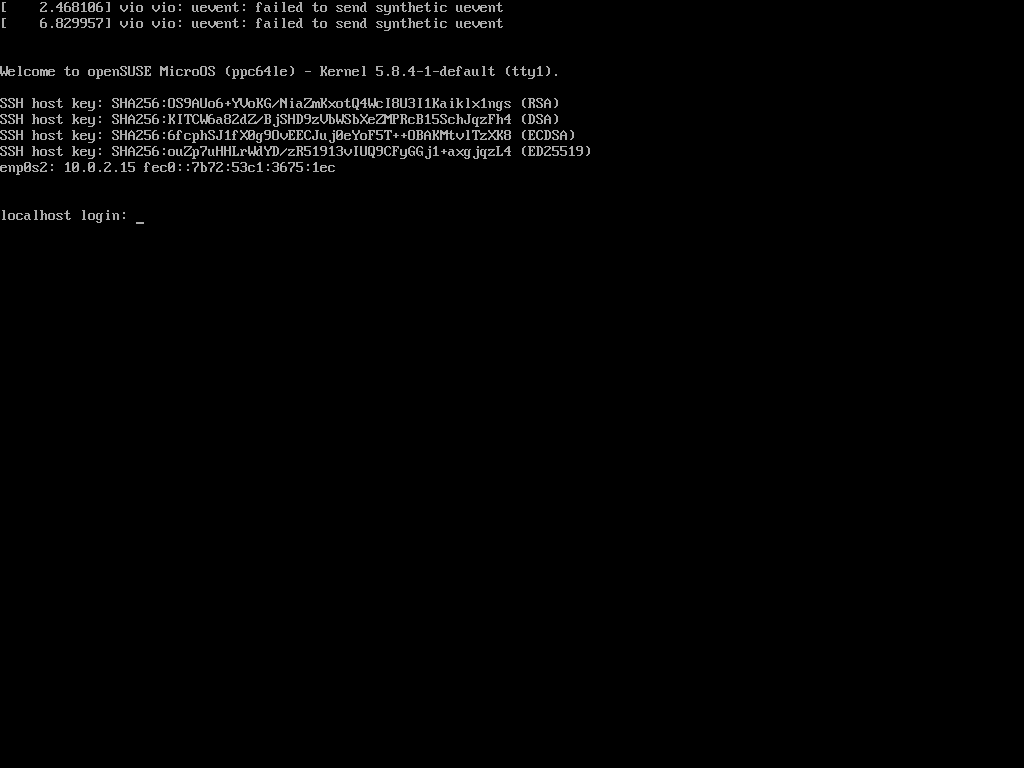 [    2.468106] vio vio: uevent: failed to send synthetic uevent
[    6.829957] vio vio: uevent: failed to send synthetic uevent
Welcome to openSUSE MicroOS (ppc64le) - Kernel 5.8.4-1-default (tty1).
SSH host key: SHA256:OS9AUo6+YVoKG/NiaZmKxotQ4WcI8U3I1Kaiklx1ngs (RSA)
SSH host key: SHA256:KITCW6a82dZ/BjSHD9zVbWSbXeZMPRcB15SchJqzFh4 (DSA)
SSH host key: SHA256:6fcphSJ1fX0g9OvEECJuj0eYoF5T++OBAKMtvlTzXK8 (ECDSA)
SSH host key: SHA256:ouZp7uHHLrWdYD/zR51913vIUQ9CFyGGj1+axgjqzL4 (ED25519)
enp0s2: 10.0.2.15 fec0::7b72:53c1:3675:1ec
localhost login: _